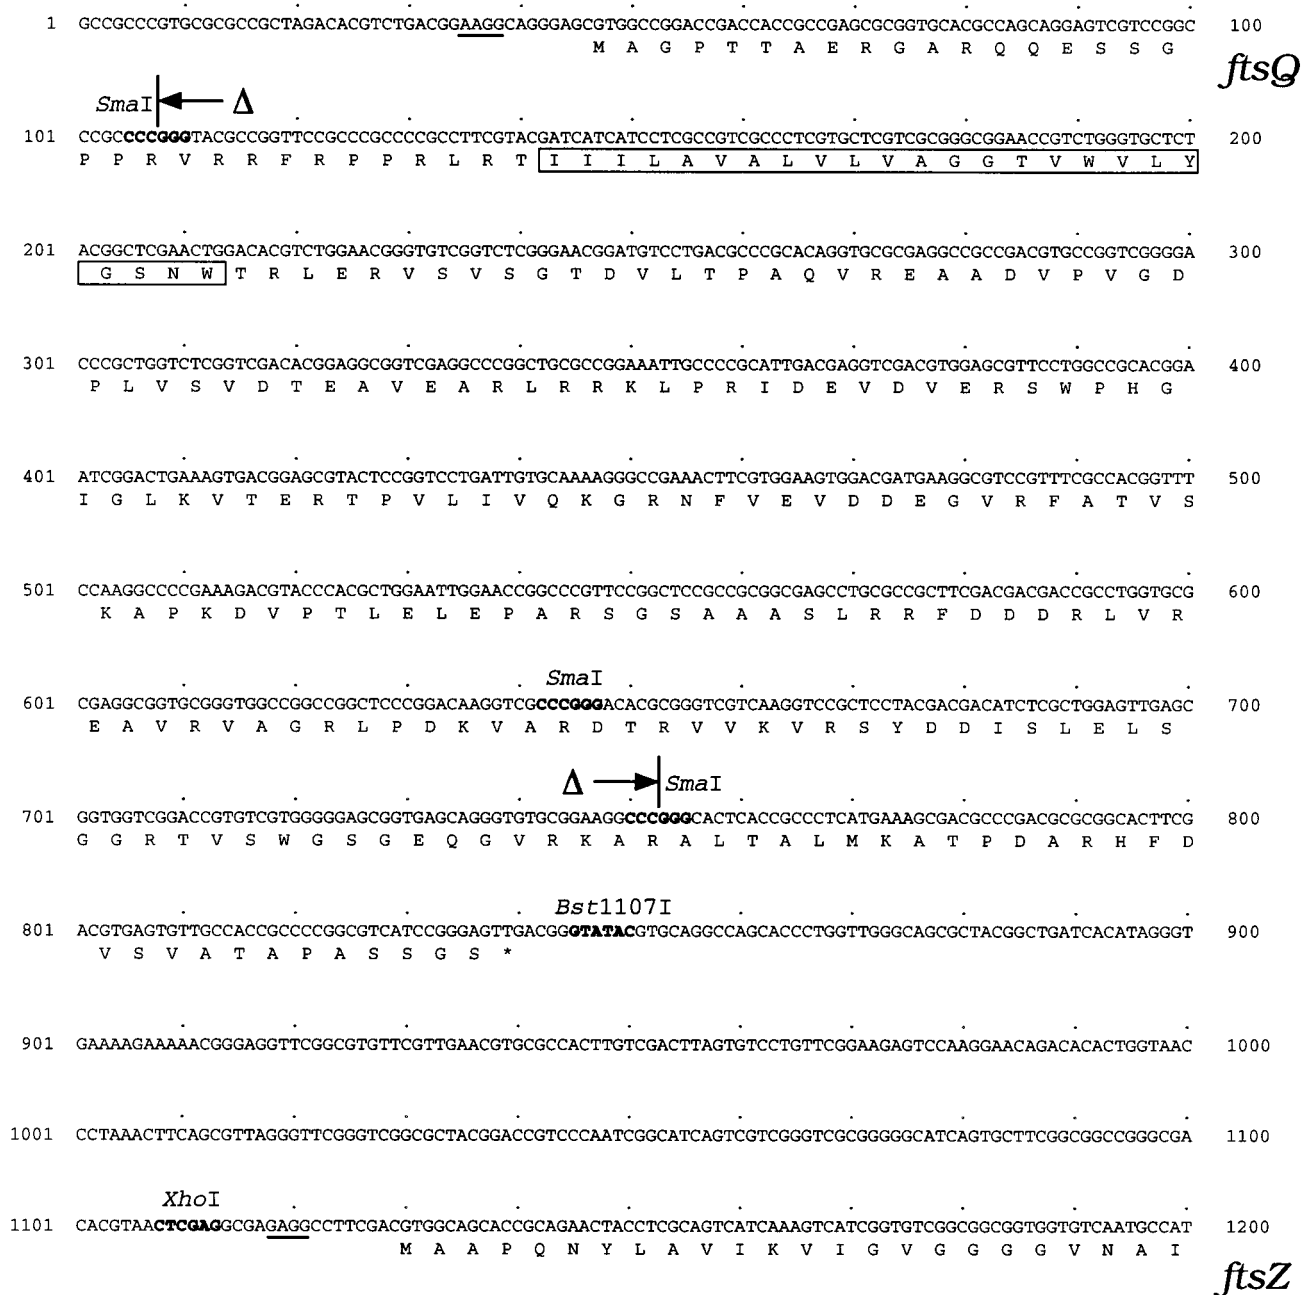 1 GCCGCCCGTGCGCGCCGCTAGACACGTCTGACGGAAGGCAGGGAGCGTGGCCGGACCGACCACCGCCGAGCGCGGTGCACGCCAGCAGGAGTCGTCCGGC 100
M A G P T T A E R G A R Q Q E S S G
ftsQ
SmaI Δ
101 CCGCCCCGGGTACGCCGGTTCCGCCCGCCCCGCCTTCGTACGATCATCATCCTCGCCGTCGCCCTCGTGCTCGTCGCGGGCGGAACCGTCTGGGTGCTCT 200
P P R V R R F R P P R L R T I I I L A V A L V L V A G G T V W V L Y
201 ACGGCTCGAACTGGACACGTCTGGAACGGGTGTCGGTCTCGGGAACGGATGTCCTGACGCCCGCACAGGTGCGCGAGGCCGCCGACGTGCCGGTCGGGGA 300
G S N W T R L E R V S V S G T D V L T P A Q V R E A A D V P V G D
301 CCCGCTGGTCTCGGTCGACACGGAGGCGGTCGAGGCCCGGCTGCGCCGGAAATTGCCCCGCATTGACGAGGTCGACGTGGAGCGTTCCTGGCCGCACGGA 400
P L V S V D T E A V E A R L R R K L P R I D E V D V E R S W P H G
401 ATCGGACTGAAAGTGACGGAGCGTACTCCGGTCCTGATTGTGCAAAAGGGCCGAAACTTCGTGGAAGTGGACGATGAAGGCGTCCGTTTCGCCACGGTTT 500
I G L K V T E R T P V L I V Q K G R N F V E V D D E G V R F A T V S
501 CCAAGGCCCCGAAAGACGTACCCACGCTGGAATTGGAACCGGCCCGTTCCGGCTCCGCCGCGGCGAGCCTGCGCCGCTTCGACGACGACCGCCTGGTGCG 600
K A P K D V P T L E L E P A R S G S A A A S L R R F D D D R L V R
SmaI
601 CGAGGCGGTGCGGGTGGCCGGCCGGCTCCCGGACAAGGTCGCCCGGGACACGCGGGTCGTCAAGGTCCGCTCCTACGACGACATCTCGCTGGAGTTGAGC 700
E A V R V A G R L P D K V A R D T R V V K V R S Y D D I S L E L S
Δ SmaI
701 GGTGGTCGGACCGTGTCGTGGGGGAGCGGTGAGCAGGGTGTGCGGAAGGCCCGGGCACTCACCGCCCTCATGAAAGCGACGCCCGACGCGCGGCACTTCG 800
G G R T V S W G S G E Q G V R K A R A L T A L M K A T P D A R H F D
Bst1107I
801 ACGTGAGTGTTGCCACCGCCCCGGCGTCATCCGGGAGTTGACGGGTATACGTGCAGGCCAGCACCCTGGTTGGGCAGCGCTACGGCTGATCACATAGGGT 900
V S V A T A P A S S G S *
901 GAAAAGAAAAACGGGAGGTTCGGCGTGTTCGTTGAACGTGCGCCACTTGTCGACTTAGTGTCCTGTTCGGAAGAGTCCAAGGAACAGACACACTGGTAAC 1000
1001 CCTAAACTTCAGCGTTAGGGTTCGGGTCGGCGCTACGGACCGTCCCAATCGGCATCAGTCGTCGGGTCGCGGGGGCATCAGTGCTTCGGCGGCCGGGCGA 1100
XhoI
1101 CACGTAACTCGAGGCGAGAGGCCTTCGACGTGGCAGCACCGCAGAACTACCTCGCAGTCATCAAAGTCATCGGTGTCGGCGGCGGTGGTGTCAATGCCAT 1200
M A A P Q N Y L A V I K V I G V G G G G V N A I
ftsZ